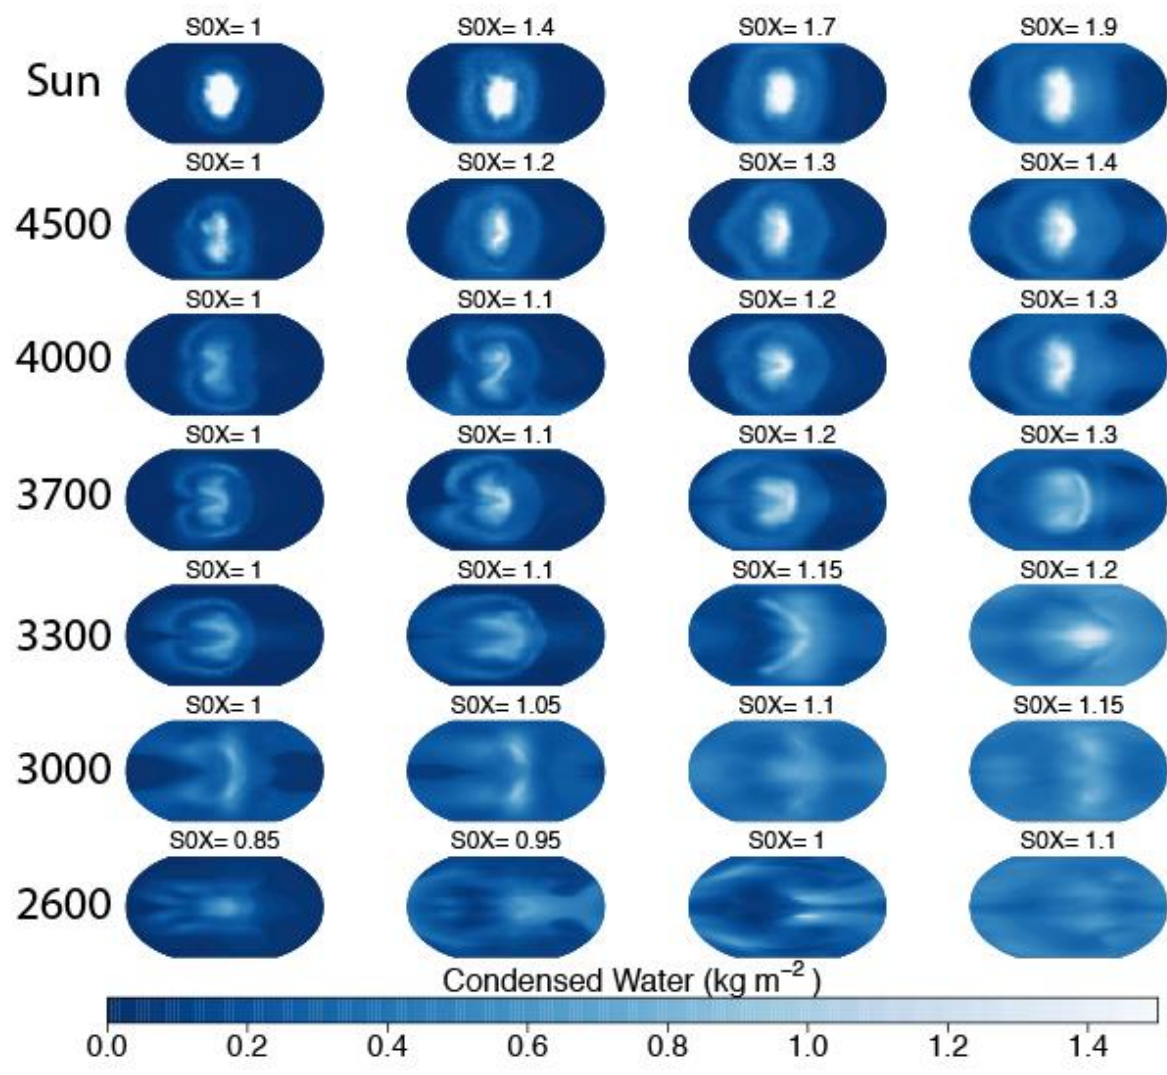 S0X= 1 S0X= 1.4 S0X= 1.7 S0X= 1.9
Sun
S0X= 1 S0X= 1.2 S0X= 1.3 S0X= 1.4
4500
S0X= 1 S0X= 1.1 S0X= 1.2 S0X= 1.3
4000
S0X= 1 S0X= 1.1 S0X= 1.2 S0X= 1.3
3700
S0X= 1 S0X= 1.1 S0X= 1.15 S0X= 1.2
3300
S0X= 1 S0X= 1.05 S0X= 1.1 S0X= 1.15
3000
S0X= 0.85 S0X= 0.95 S0X= 1 S0X= 1.1
2600
Condensed Water (kg m⁻²)
0.0 0.2 0.4 0.6 0.8 1.0 1.2 1.4